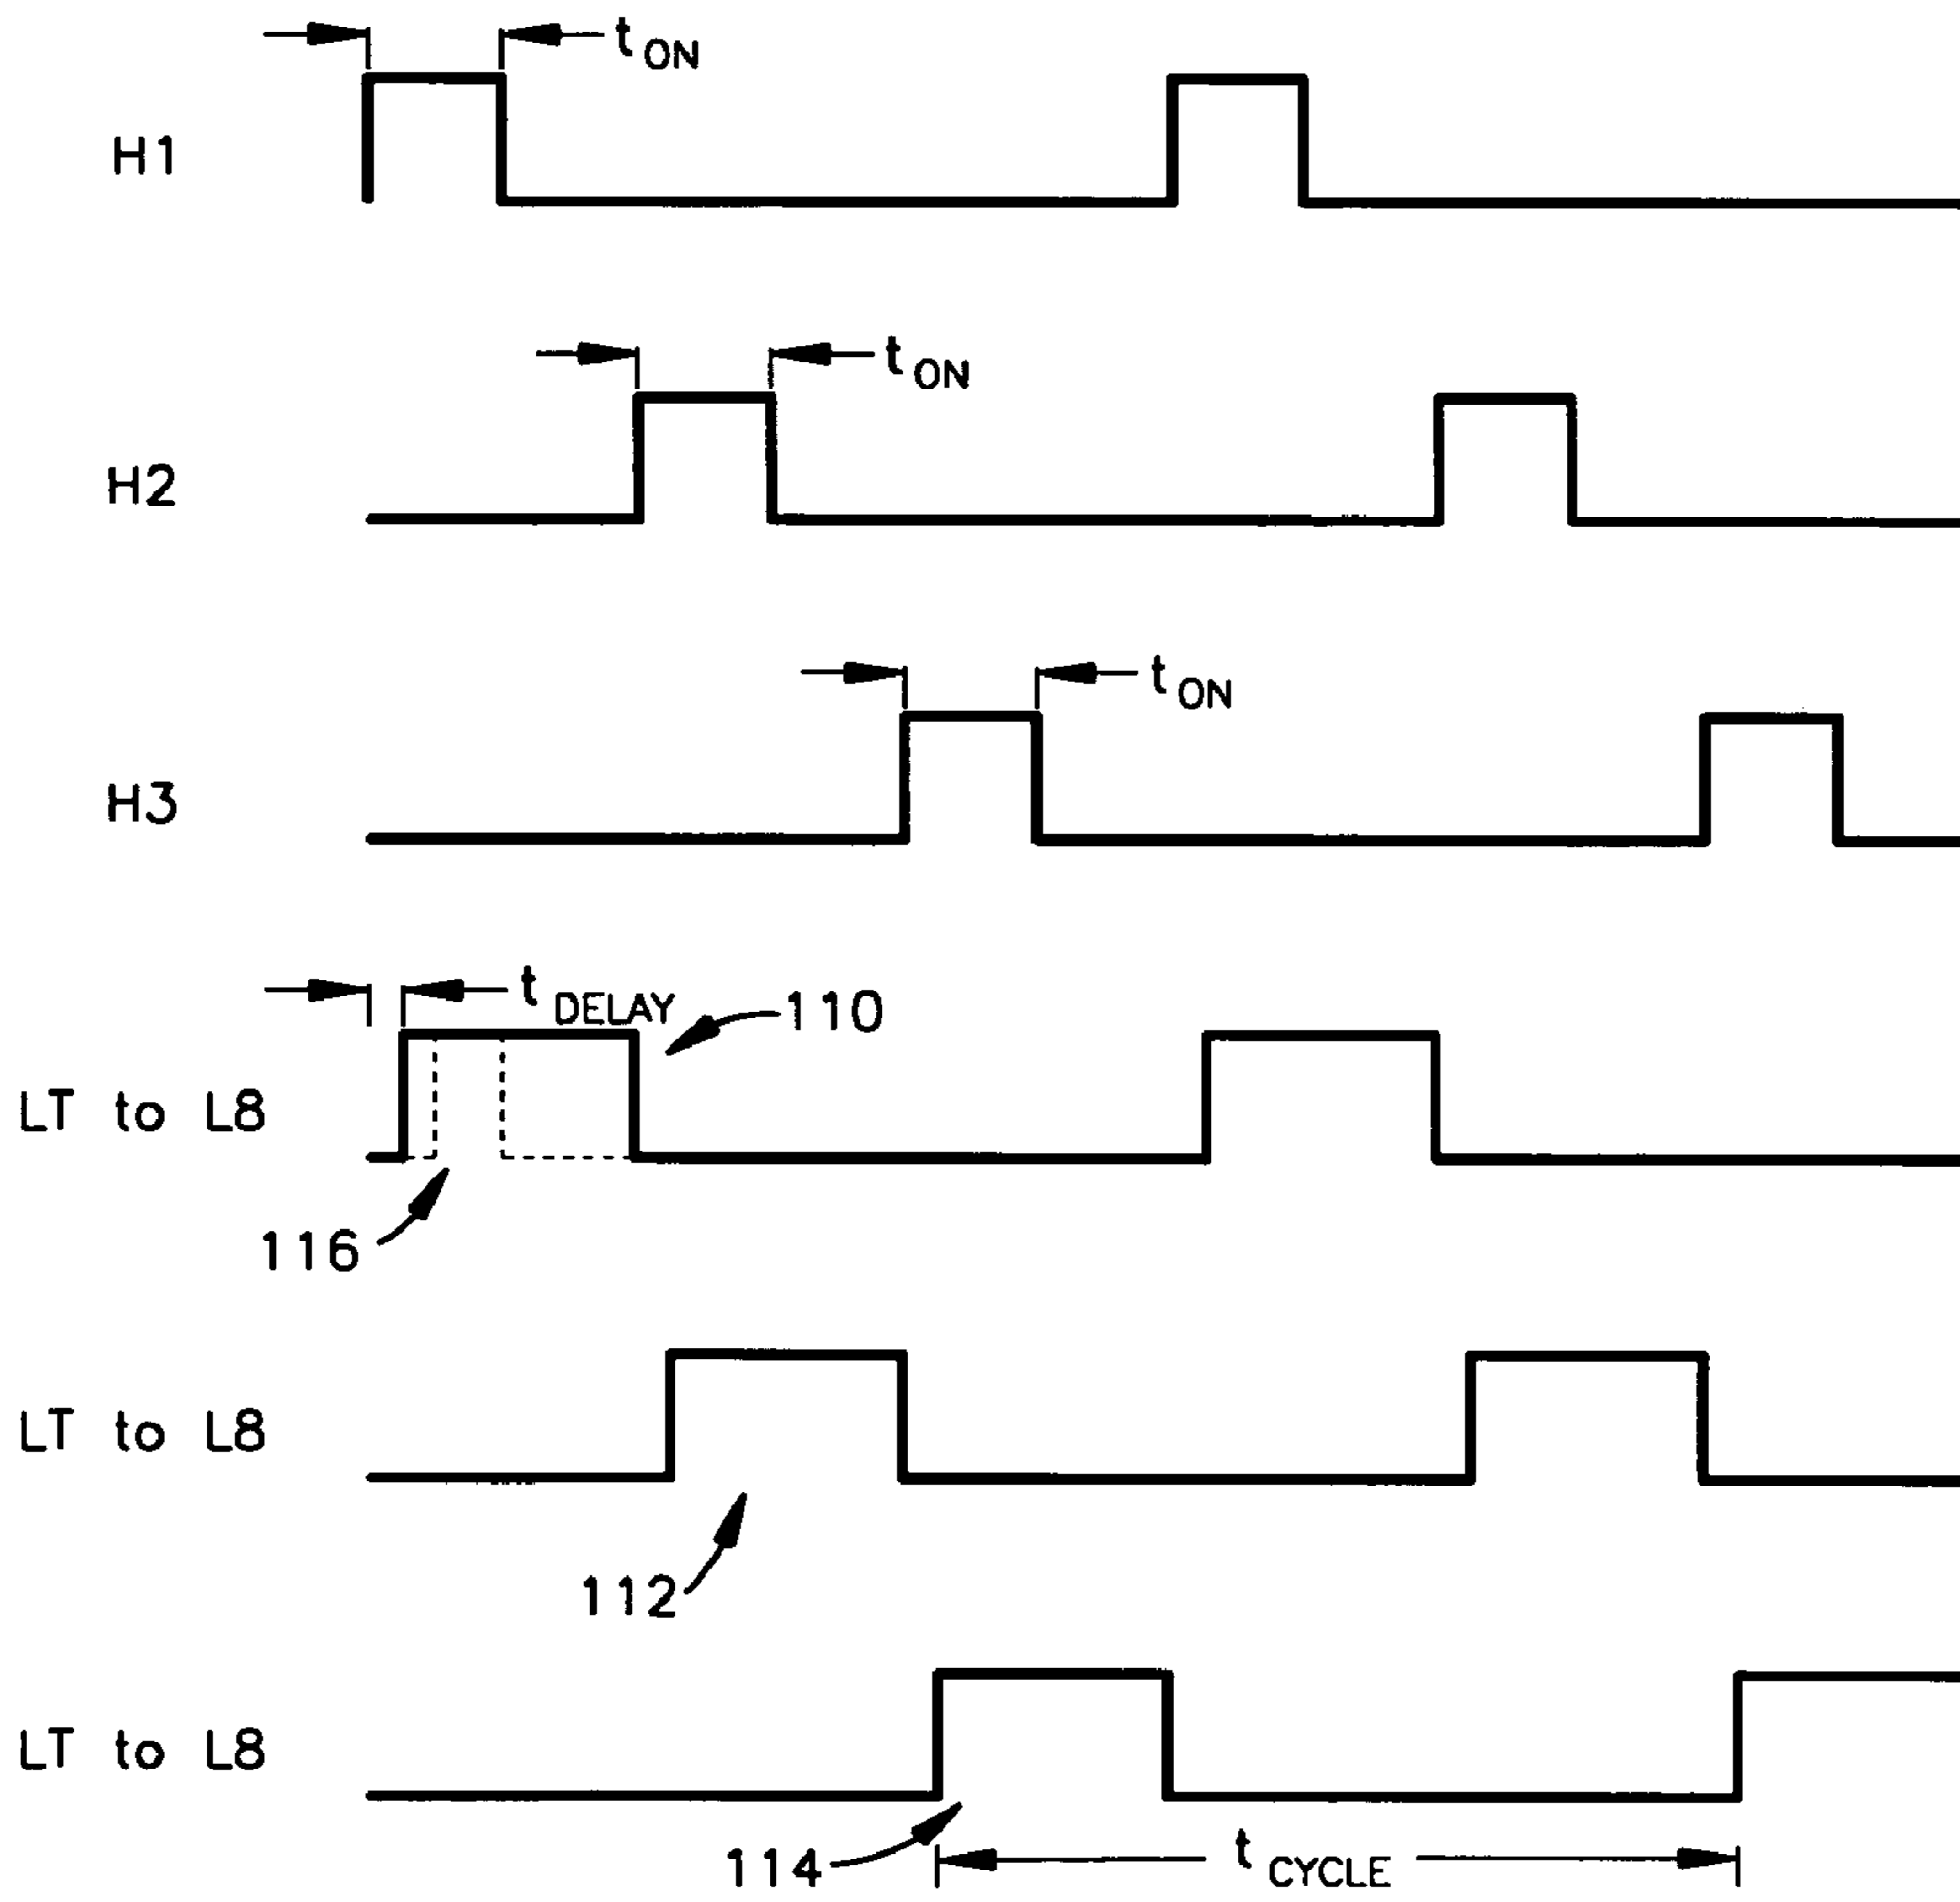 t ON
H1
t ON
H2
t ON
H3
t DELAY
110
LT to L8
116
LT to L8
112
LT to L8
114
t CYCLE